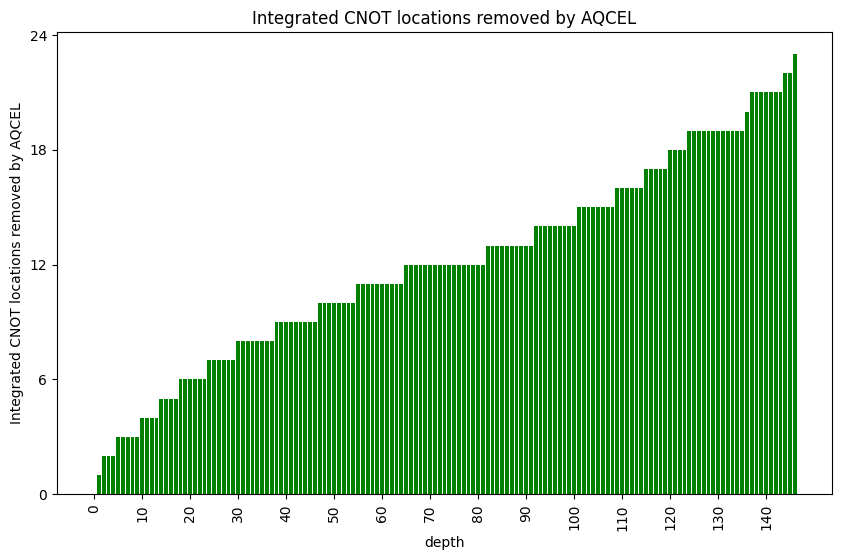 Integrated CNOT locations removed by AQCEL
Integrated CNOT locations removed by AQCEL
24
18
12
6
0
0 10 20 30 40 50 60 70 80 90 100 110 120 130 140
depth